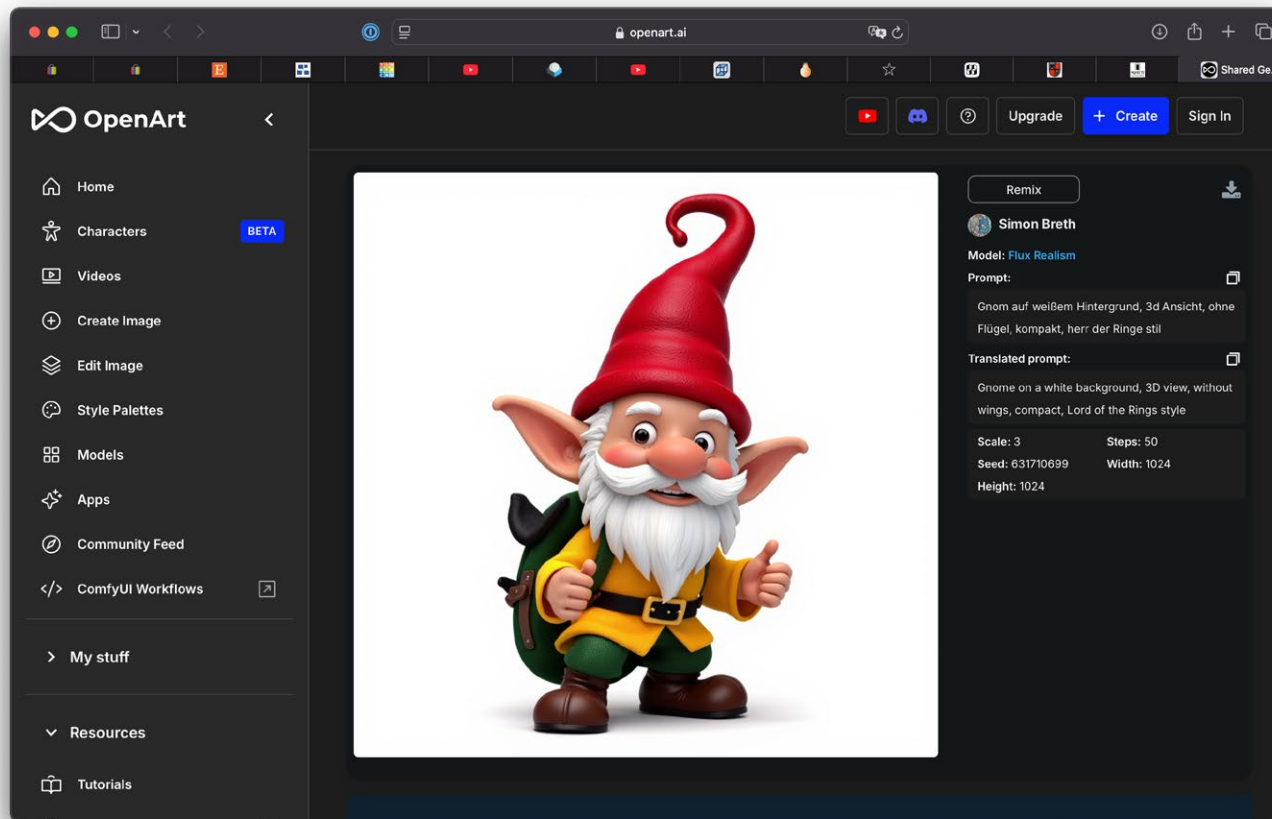 openart.ai
E
Shared Ge
OpenArt
Upgrade
+ Create
Sign In
Home
Characters
BETA
Videos
Create Image
Edit Image
Style Palettes
Models
Apps
Community Feed
</> ComfyUI Workflows
My stuff
Resources
Tutorials
Remix
Simon Breth
Model: Flux Realism
Prompt:
Gnom auf weißem Hintergrund, 3d Ansicht, ohne
Flügel, kompakt, herr der Ringe stil
Translated prompt:
Gnome on a white background, 3D view, without
wings, compact, Lord of the Rings style
Scale: 3 Steps: 50
Seed: 631710699 Width: 1024
Height: 1024